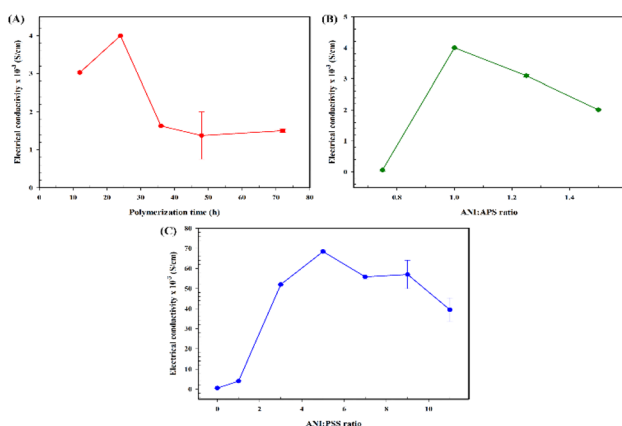 (A)
Electrical conductivity x 10⁻³ (S/cm)
4
3
2
1
0
0 10 20 30 40 50 60 70 80
Polymerization time (h)
(B)
Electrical conductivity x 10⁻³ (S/cm)
5
4
3
2
1
0
0.8 1.0 1.2 1.4
ANI:APS ratio
(C)
Electrical conductivity x 10⁻³ (S/cm)
80
70
60
50
40
30
20
10
0
0 2 4 6 8 10
ANI:PSS ratio